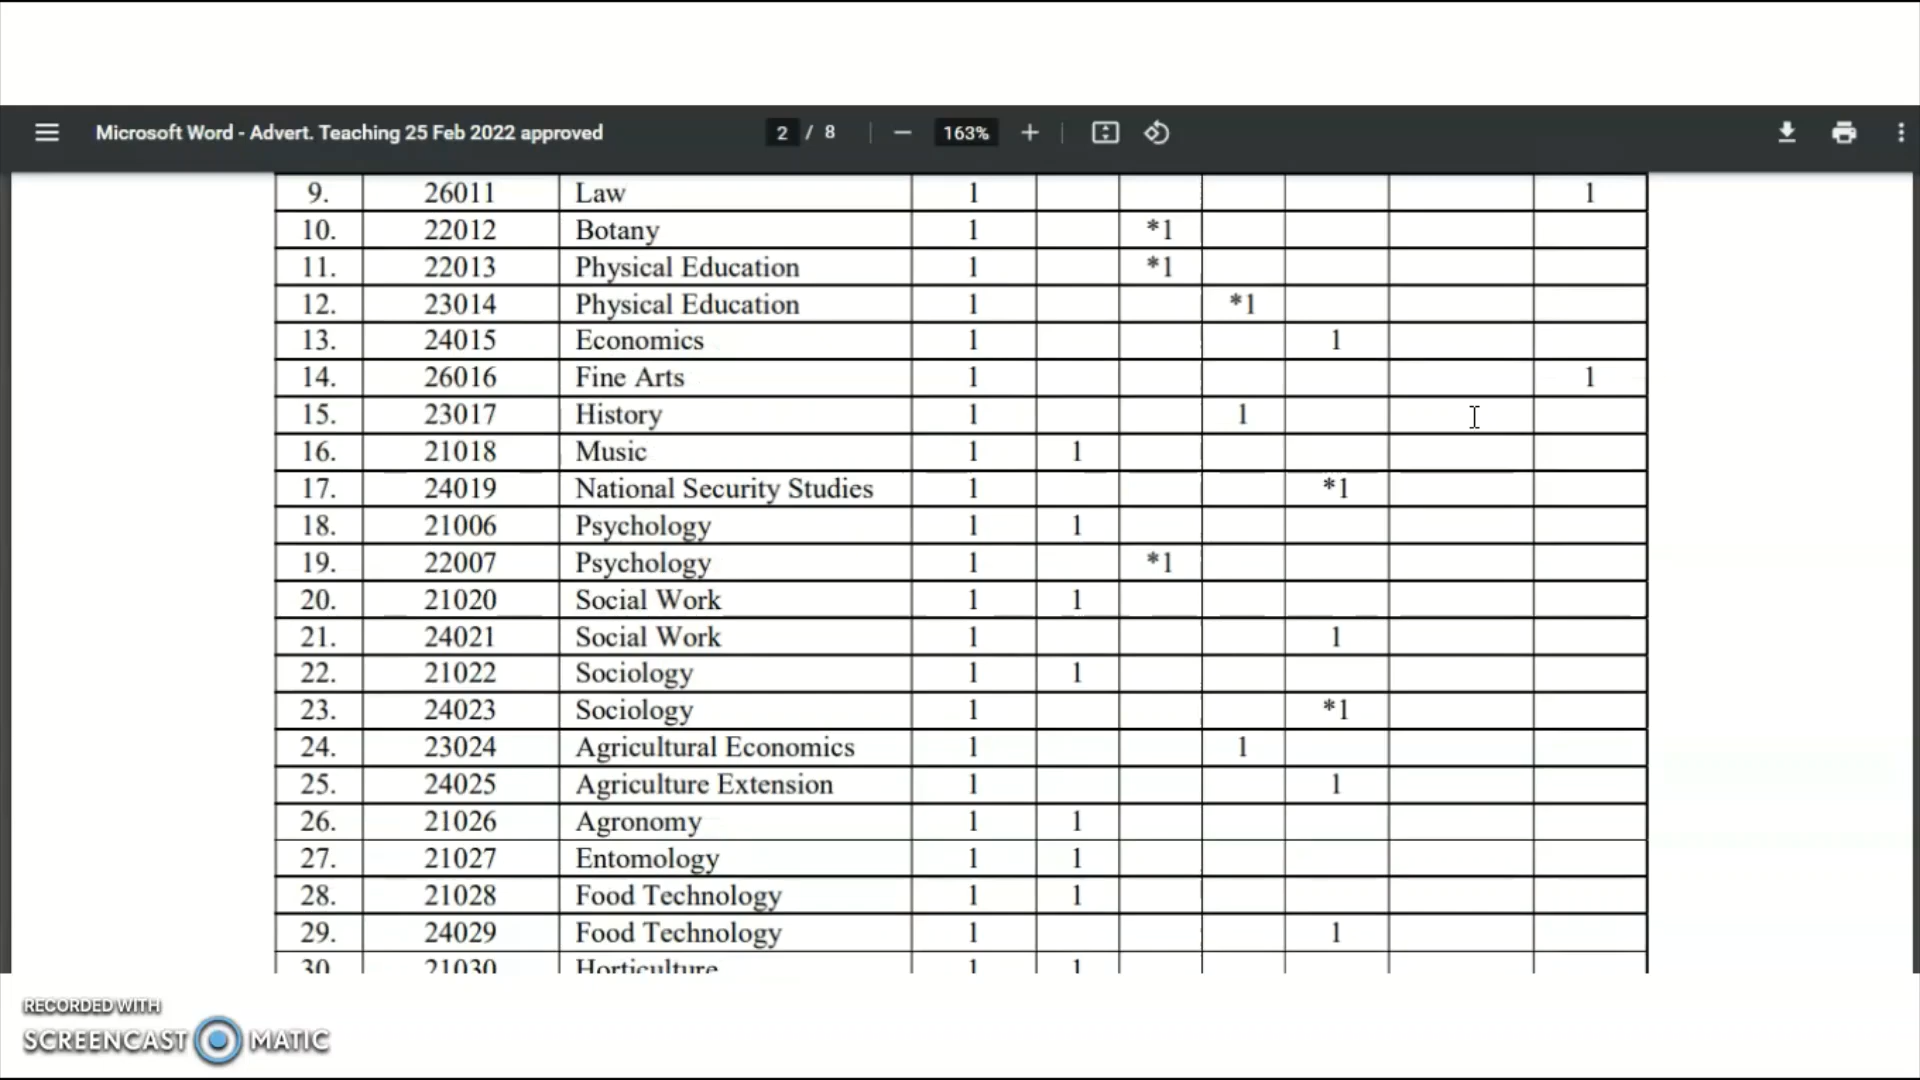 Microsoft Word - Advert. Teaching 25 Feb 2022 approved 2 / 8 163%
9. 26011 Law 1 1
10. 22012 Botany 1 *1
11. 22013 Physical Education 1 *1
12. 23014 Physical Education 1 *1
13. 24015 Economics 1 1
14. 26016 Fine Arts 1 1
15. 23017 History 1 1
16. 21018 Music 1 1
17. 24019 National Security Studies 1 *1
18. 21006 Psychology 1 1
19. 22007 Psychology 1 *1
20. 21020 Social Work 1 1
21. 24021 Social Work 1 1
22. 21022 Sociology 1 1
23. 24023 Sociology 1 *1
24. 23024 Agricultural Economics 1 1
25. 24025 Agriculture Extension 1 1
26. 21026 Agronomy 1 1
27. 21027 Entomology 1 1
28. 21028 Food Technology 1 1
29. 24029 Food Technology 1 1
30. 21030 Horticulture 1 1
RECORDED WITH
SCREENCAST MATIC